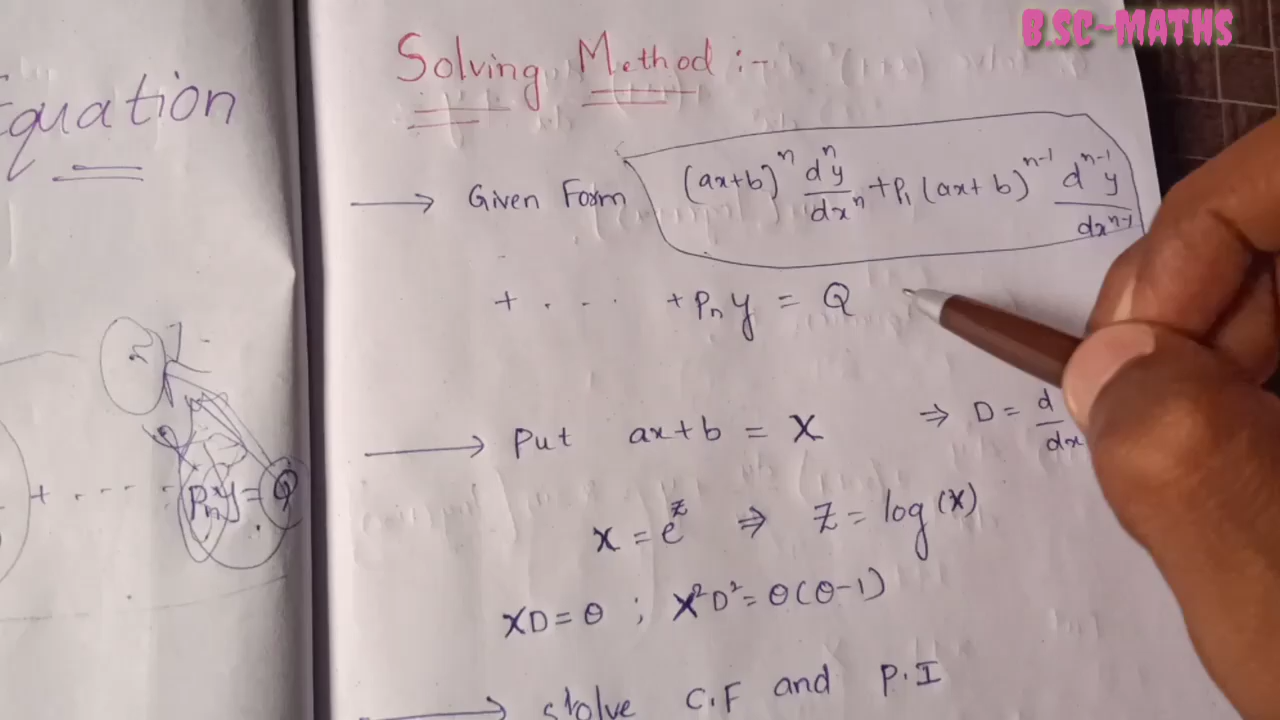 B.SC-MATHS
Equation
Solving Method :-
→ Given Form (ax+b)^n d^n y/dx^n + P₁ (ax+b)^{n-1} d^{n-1} y/dx^{n-1}
+ . . . . + Pₙ y = Q
+ . . . . Pₙ y = Q
→ Put ax+b = X ⇒ D = d/dx
x = e^z ⇒ z = log(x)
XD = θ ; X²D² = θ(θ-1)
→ C.F and P.I